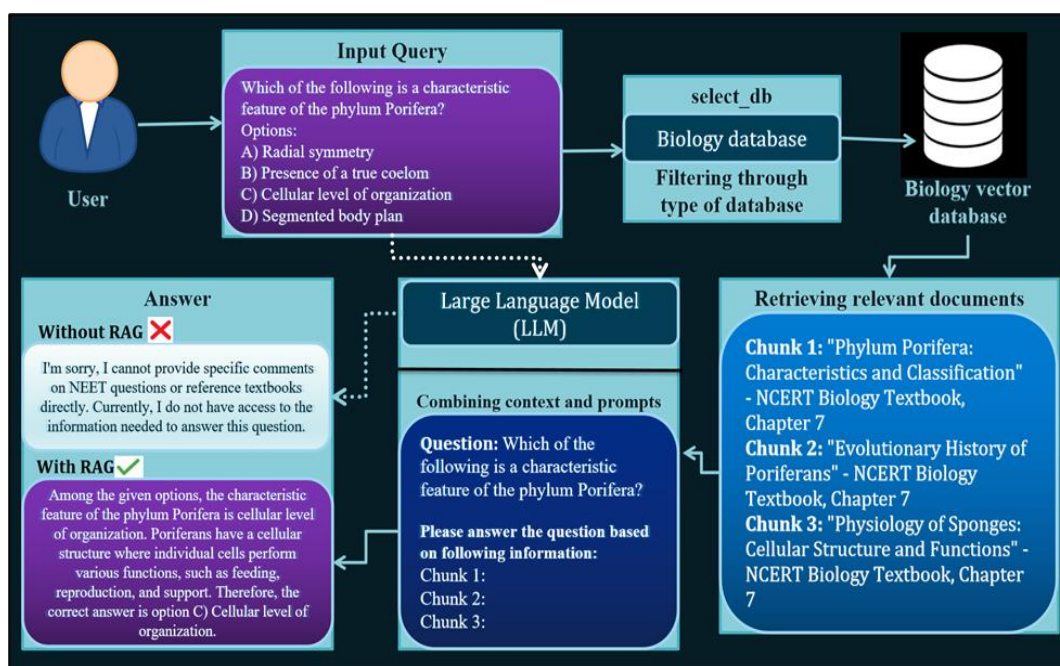 User
Input Query
Which of the following is a characteristic
feature of the phylum Porifera?
Options:
A) Radial symmetry
B) Presence of a true coelom
C) Cellular level of organization
D) Segmented body plan
select_db
Biology database
Filtering through
type of database
Biology vector
database
Retrieving relevant documents
Chunk 1: "Phylum Porifera:
Characteristics and Classification"
- NCERT Biology Textbook,
Chapter 7
Chunk 2: "Evolutionary History of
Poriferans" - NCERT Biology
Textbook, Chapter 7
Chunk 3: "Physiology of Sponges:
Cellular Structure and Functions" -
NCERT Biology Textbook, Chapter
7
Large Language Model
(LLM)
Combining context and prompts
Question: Which of the
following is a characteristic
feature of the phylum Porifera?
Please answer the question based
on following information:
Chunk 1:
Chunk 2:
Chunk 3:
Answer
Without RAG
I'm sorry, I cannot provide specific comments
on NEET questions or reference textbooks
directly. Currently, I do not have access to the
information needed to answer this question.
With RAG
Among the given options, the characteristic
feature of the phylum Porifera is cellular level
of organization. Poriferans have a cellular
structure where individual cells perform
various functions, such as feeding,
reproduction, and support. Therefore, the
correct answer is option C) Cellular level of
organization.